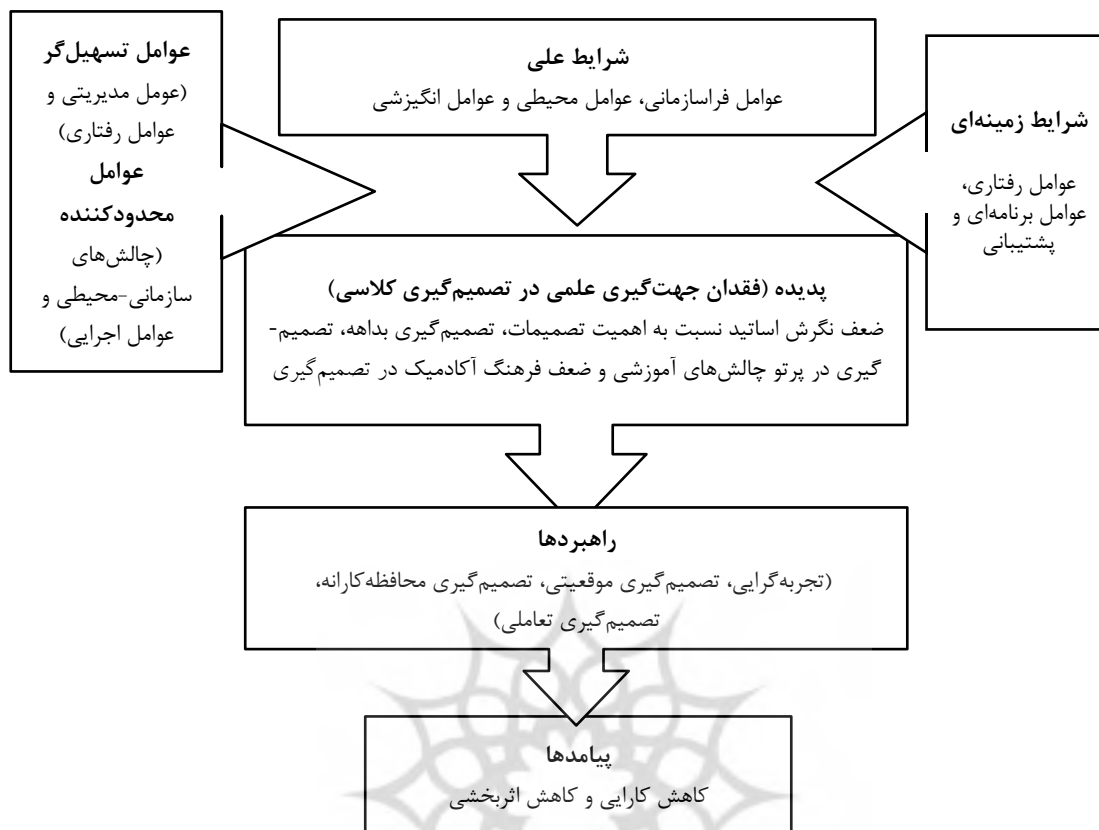 شرایط علی
عوامل فراسازمانی، عوامل محیطی و عوامل انگیزشی
شرایط زمینه‌ای
عوامل رفتاری،
عوامل برنامه‌ای و
پشتیبانی
عوامل تسهیل‌گر
(عومل مدیریتی و
عوامل رفتاری)
عوامل
محدودکننده
(چالش‌های
سازمانی-محیطی و
عوامل اجرایی)
پدیده (فقدان جهت‌گیری علمی در تصمیم‌گیری کلاسی)
ضعف نگرش اساتید نسبت به اهمیت تصمیمات، تصمیم‌گیری بداهه، تصمیم-
گیری در پرتو چالش‌های آموزشی و ضعف فرهنگ آکادمیک در تصمیم‌گیری
راهبردها
(تجربه‌گرایی، تصمیم‌گیری موقعیتی، تصمیم‌گیری محافظه‌کارانه،
تصمیم‌گیری تعاملی)
پیامدها
کاهش کارایی و کاهش اثربخشی